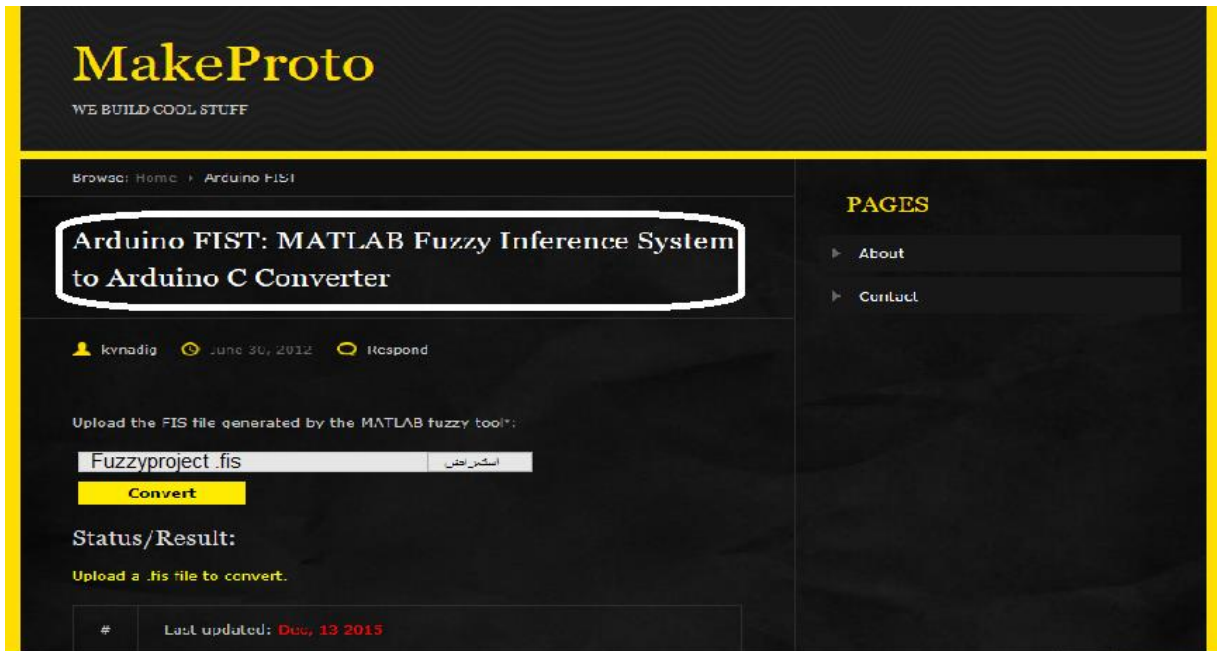 MakeProto
WE BUILD COOL STUFF
Browse: Home › Arduino FIST
PAGES
Arduino FIST: MATLAB Fuzzy Inference System
to Arduino C Converter
About
Contact
kvnadig June 30, 2012 Respond
Upload the FIS file generated by the MATLAB fuzzy tool*:
Fuzzyproject .fis
Convert
Status/Result:
Upload a .fis file to convert.
# Last updated: Dec, 13 2015